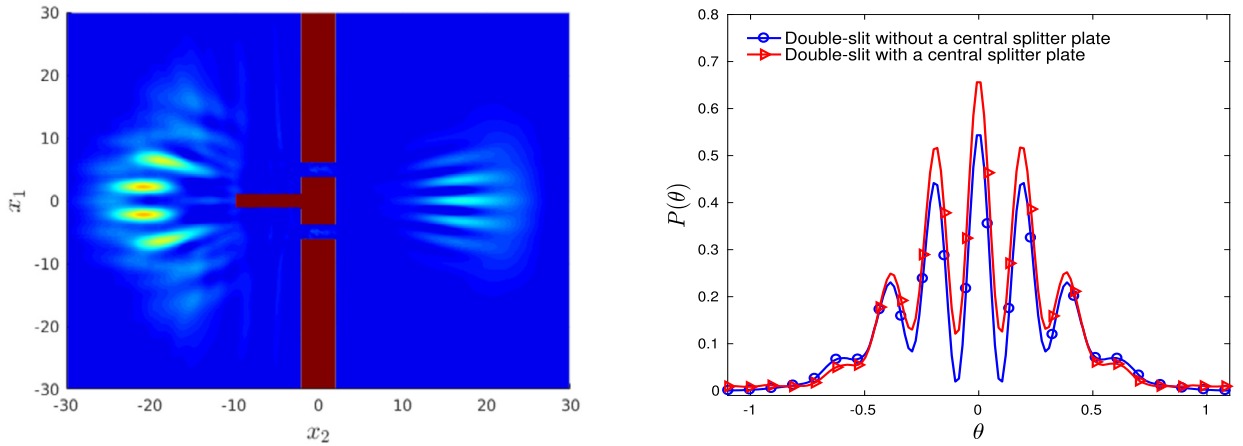 30
20
10
0
-10
-20
-30
-30 -20 -10 0 10 20 30
x₁
x₂
0.8
0.7
0.6
0.5
0.4
0.3
0.2
0.1
0
-1 -0.5 0 0.5 1
P(θ)
θ
Double-slit without a central splitter plate
Double-slit with a central splitter plate